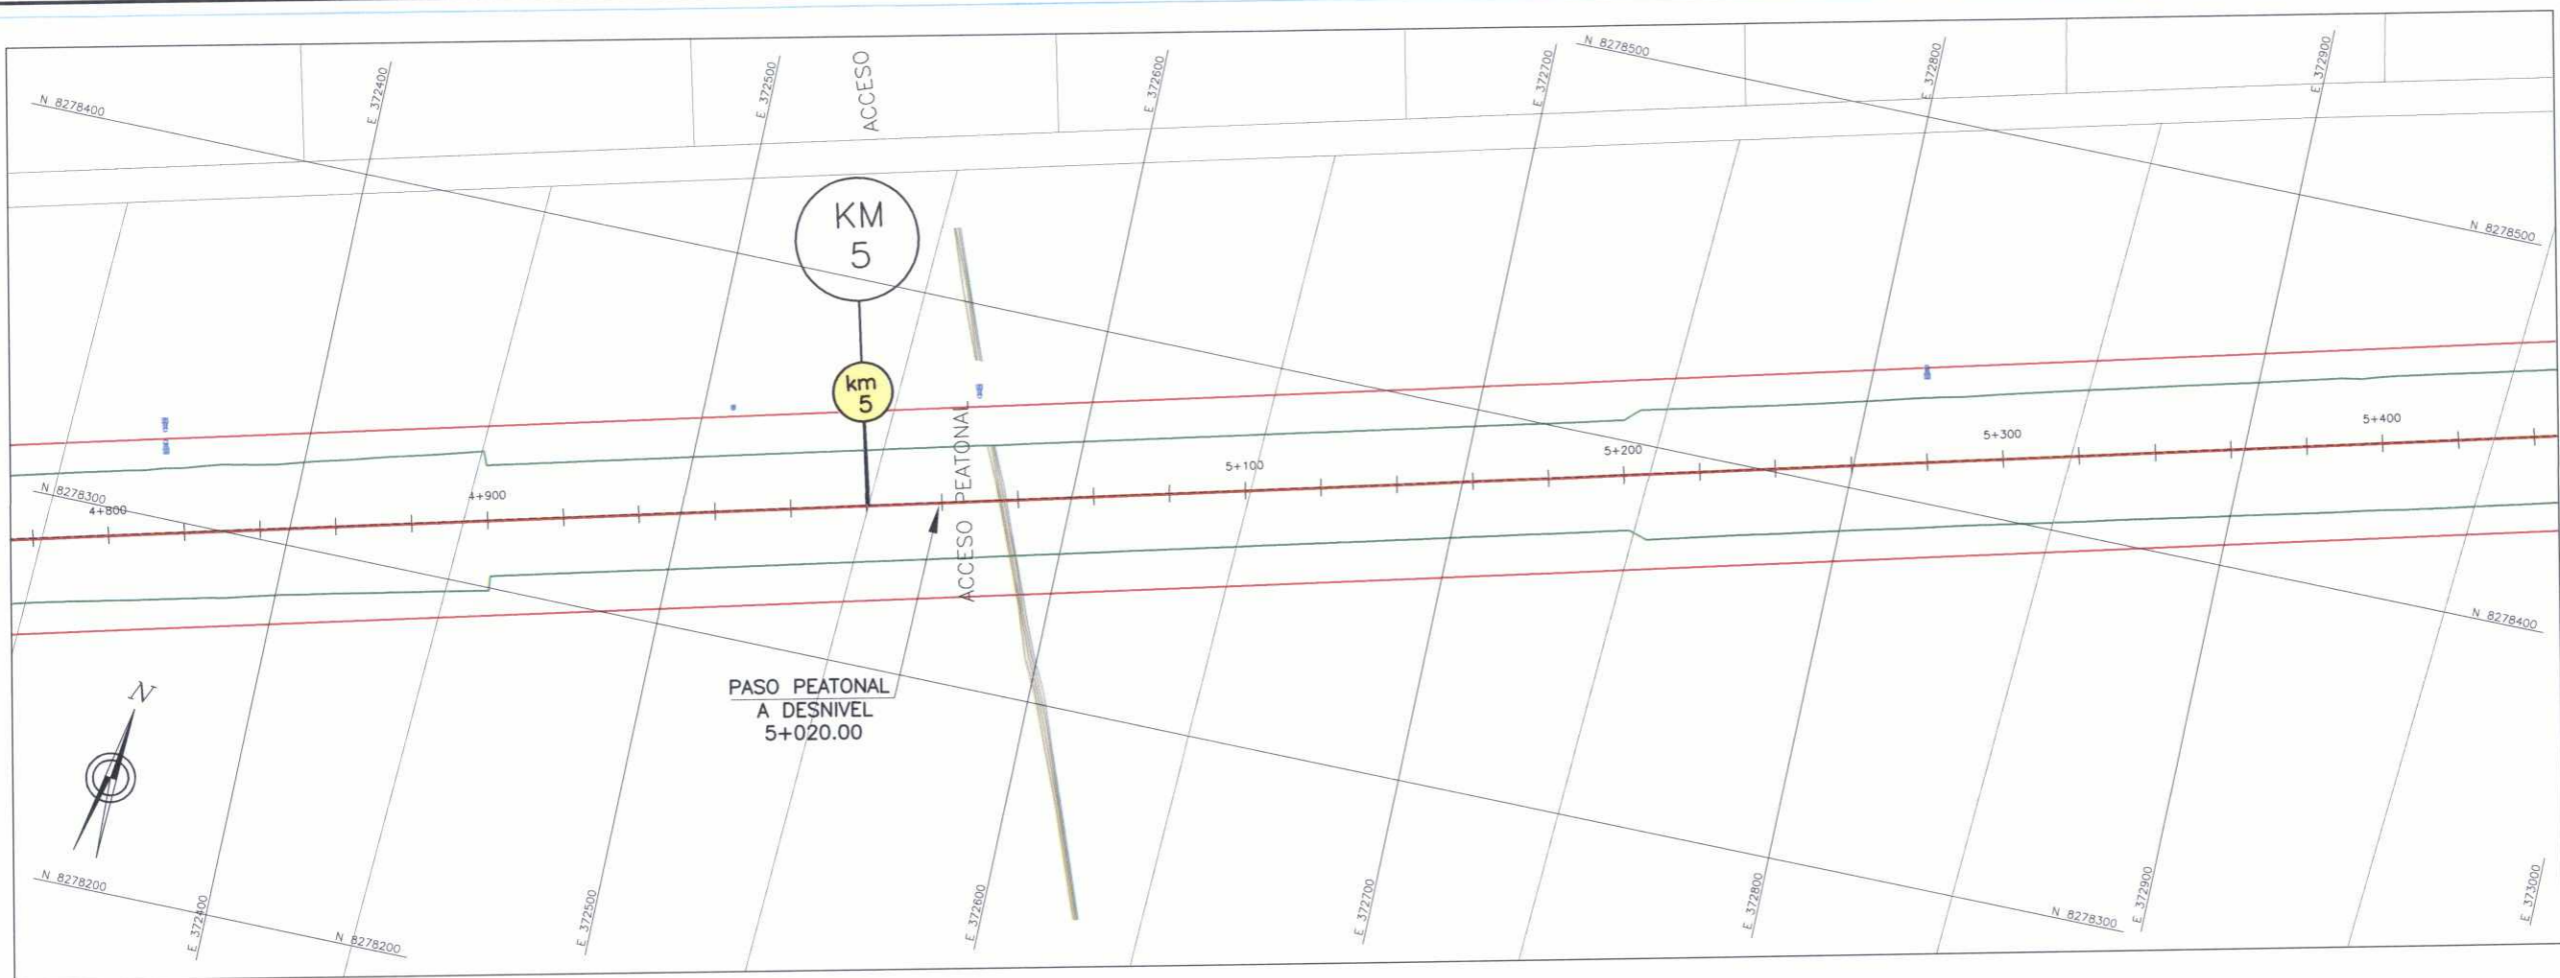 N 8278400
E 372400
E 372500
ACCESO
E 372600
E 372700
N 8278500
E 372800
E 372900
N 8278500
KM
5
km
5
N 8278300
4+800
4+900
ACCESO PEATONAL
5+100
5+200
5+300
5+400
N 8278400
PASO PEATONAL
A DESNIVEL
5+020.00
N
N 8278200
N 8278200
E 372400
E 372500
E 372600
E 372700
E 372800
N 8278300
E 372900
E 373000